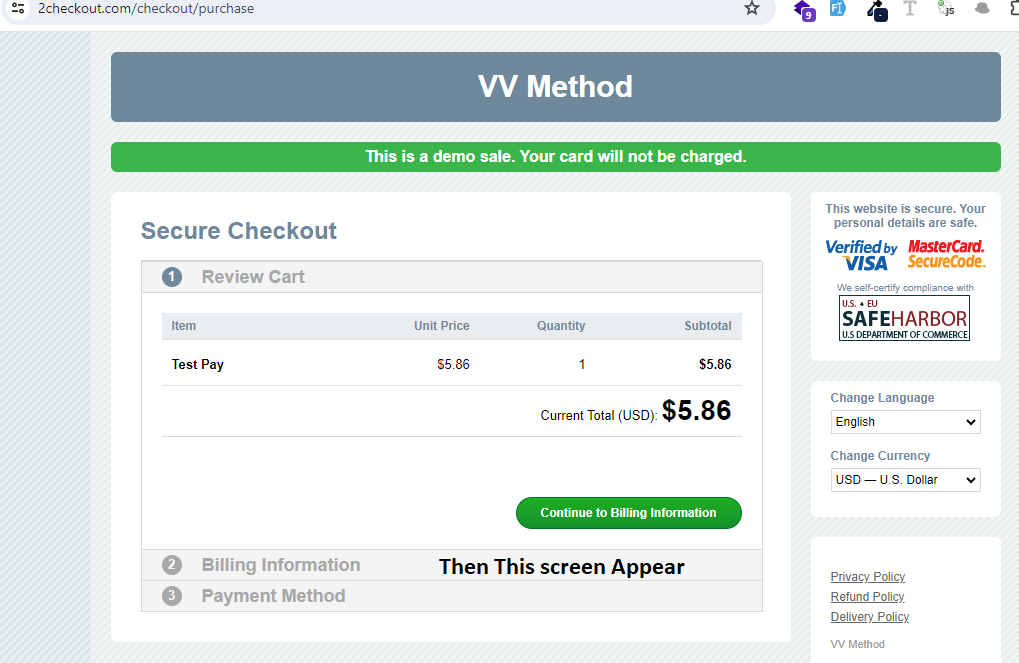 2checkout.com/checkout/purchase
9
FI
T
js
VV Method
This is a demo sale. Your card will not be charged.
Secure Checkout
1 Review Cart
Item Unit Price Quantity Subtotal
Test Pay $5.86 1 $5.86
Current Total (USD): $5.86
Continue to Billing Information
2 Billing Information
Then This screen Appear
3 Payment Method
This website is secure. Your
personal details are safe.
Verified by
VISA
MasterCard.
SecureCode.
We self-certify compliance with
U.S. ♦ EU
SAFEHARBOR
U.S DEPARTMENT OF COMMERCE
Change Language
English
Change Currency
USD — U.S. Dollar
Privacy Policy
Refund Policy
Delivery Policy
VV Method